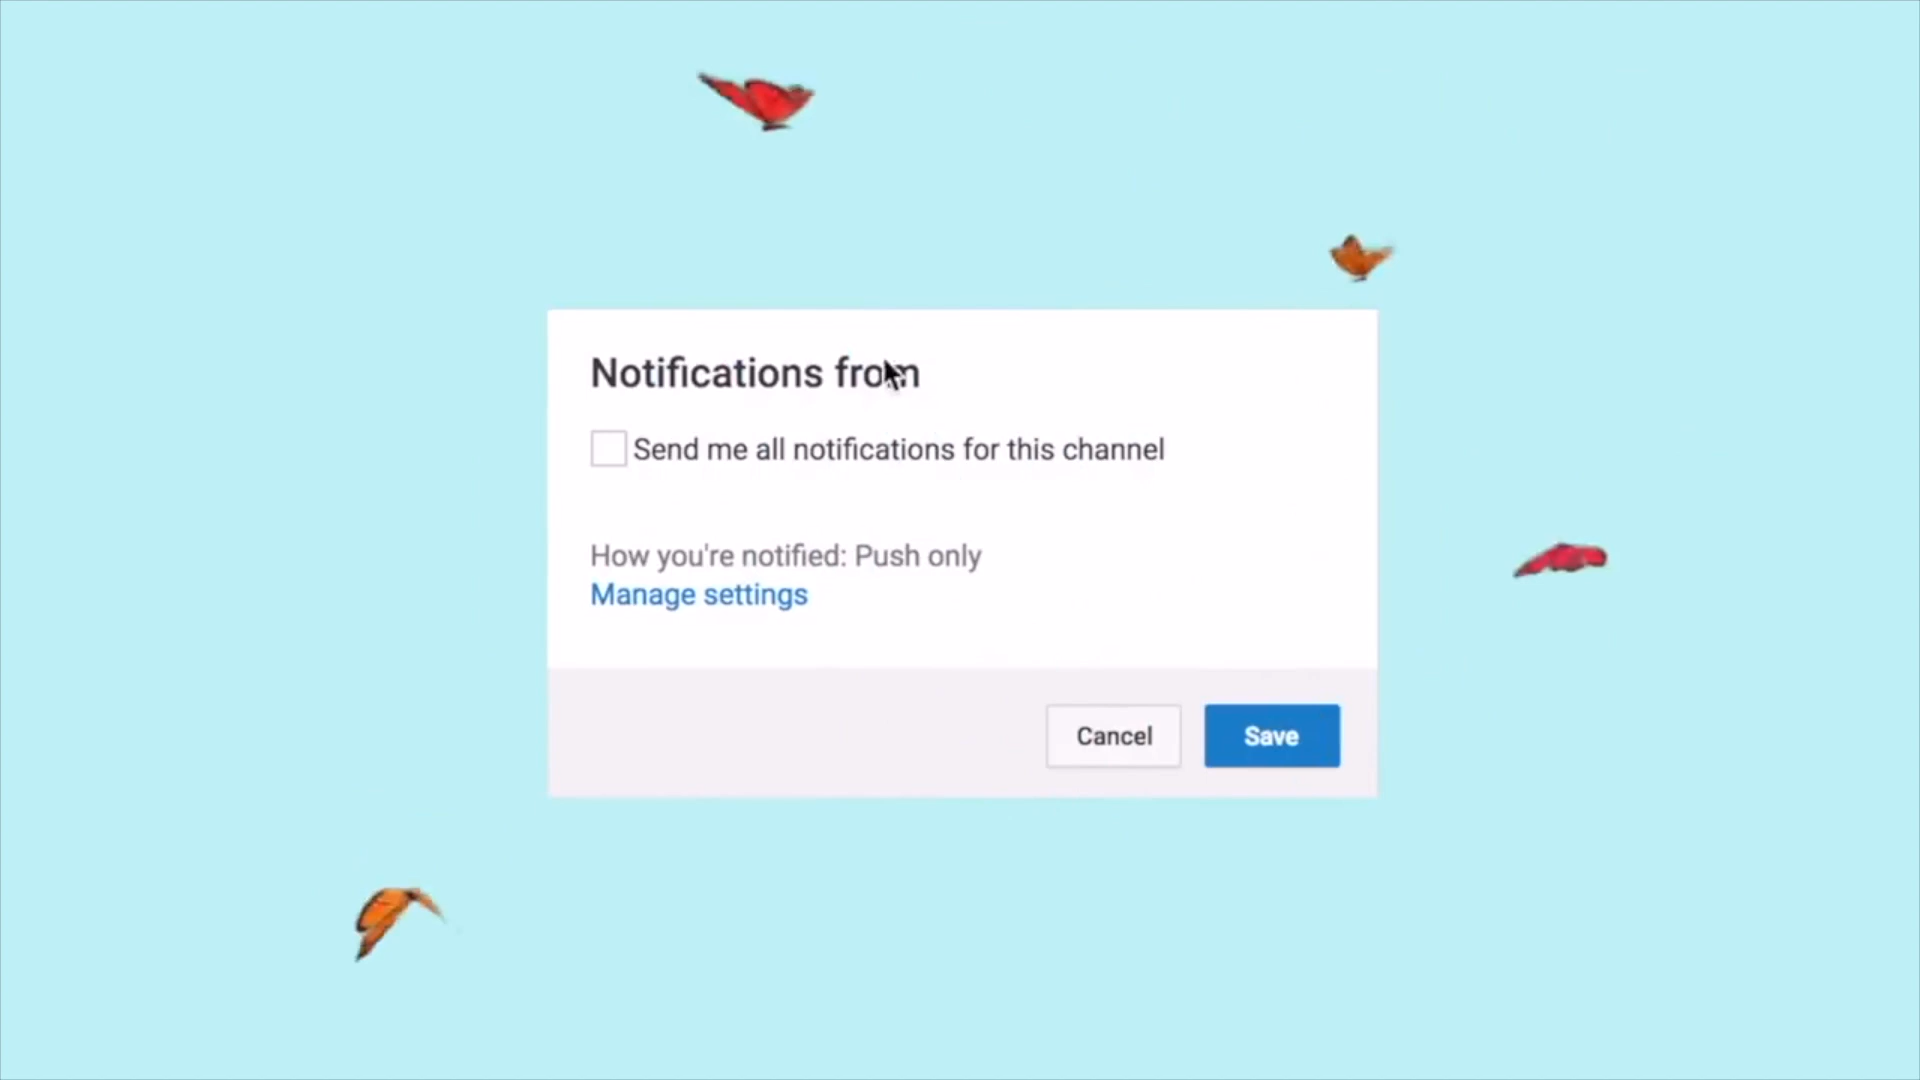 Notifications from
Send me all notifications for this channel
How you're notified: Push only
Manage settings
Cancel
Save